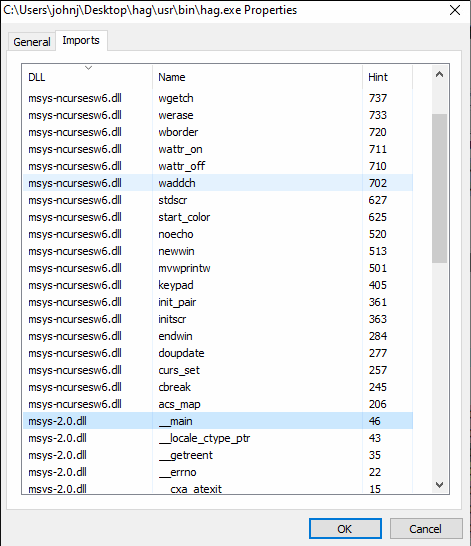 C:\Users\johnj\Desktop\hag\usr\bin\hag.exe Properties
General Imports
DLL Name Hint
msys-ncursesw6.dll wgetch 737
msys-ncursesw6.dll werase 733
msys-ncursesw6.dll wborder 720
msys-ncursesw6.dll wattr_on 711
msys-ncursesw6.dll wattr_off 710
msys-ncursesw6.dll waddch 702
msys-ncursesw6.dll stdscr 627
msys-ncursesw6.dll start_color 625
msys-ncursesw6.dll noecho 520
msys-ncursesw6.dll newwin 513
msys-ncursesw6.dll mvwprintw 501
msys-ncursesw6.dll keypad 405
msys-ncursesw6.dll init_pair 361
msys-ncursesw6.dll initscr 363
msys-ncursesw6.dll endwin 284
msys-ncursesw6.dll doupdate 277
msys-ncursesw6.dll curs_set 257
msys-ncursesw6.dll cbreak 245
msys-ncursesw6.dll acs_map 206
msys-2.0.dll __main 46
msys-2.0.dll __locale_ctype_ptr 43
msys-2.0.dll __getreent 35
msys-2.0.dll __errno 22
msys-2.0.dll __cxa_atexit 15
OK Cancel